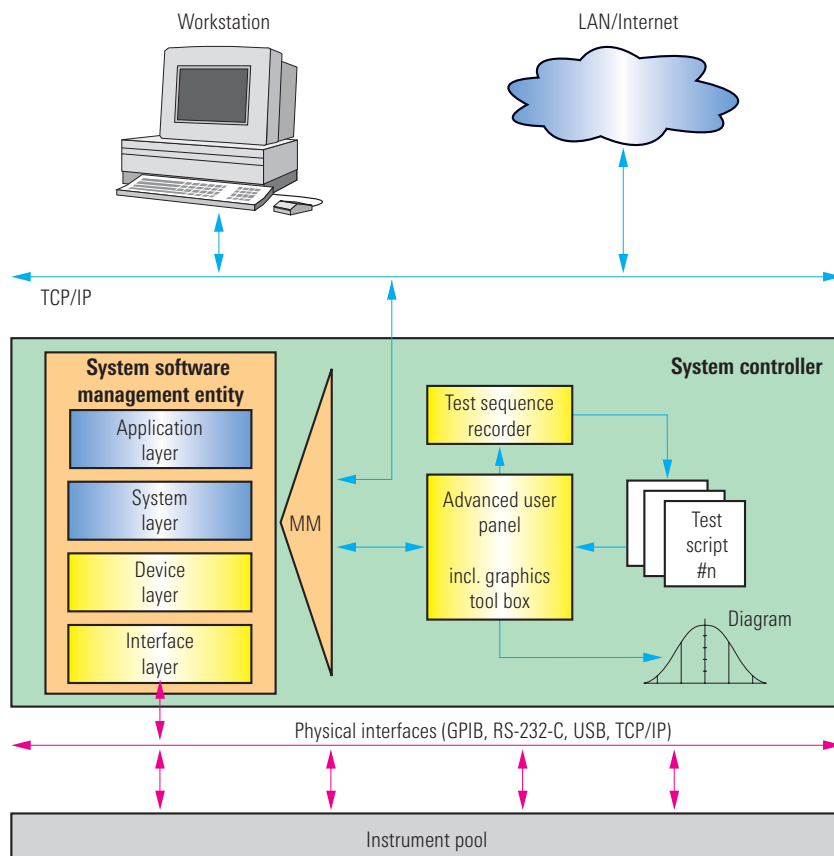 Workstation
LAN/Internet
TCP/IP
System software
management entity
System controller
Application
layer
System
layer
Device
layer
Interface
layer
MM
Test sequence
recorder
Advanced user
panel
incl. graphics
tool box
Test
script
#n
Diagram
Physical interfaces (GPIB, RS-232-C, USB, TCP/IP)
Instrument pool